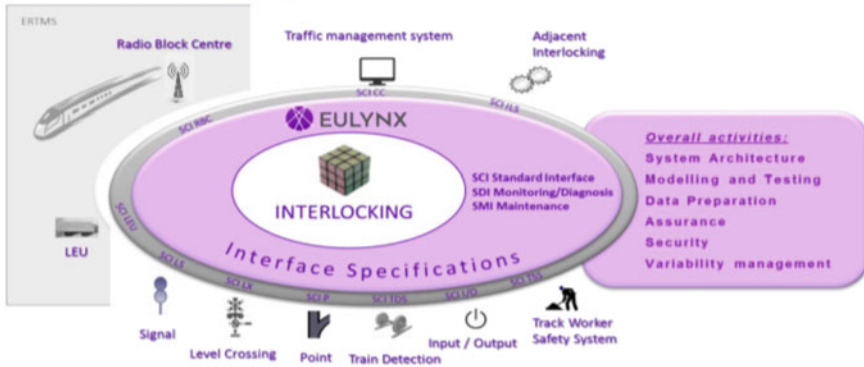 ERTMS
Radio Block Centre
Traffic management system
Adjacent
Interlocking
SCI CC
SCI ILS
SCI RBC
EULYNX
SCI Standard Interface
SDI Monitoring/Diagnosis
SMI Maintenance
INTERLOCKING
Interface Specifications
Overall activities:
System Architecture
Modelling and Testing
Data Preparation
Assurance
Security
Variability management
SCI LEU
SCI LS
SCI LX
SCI P
SCI TDS
SCI I/O
SCI TSS
LEU
Signal
Level Crossing
Point
Train Detection
Input / Output
Track Worker
Safety System